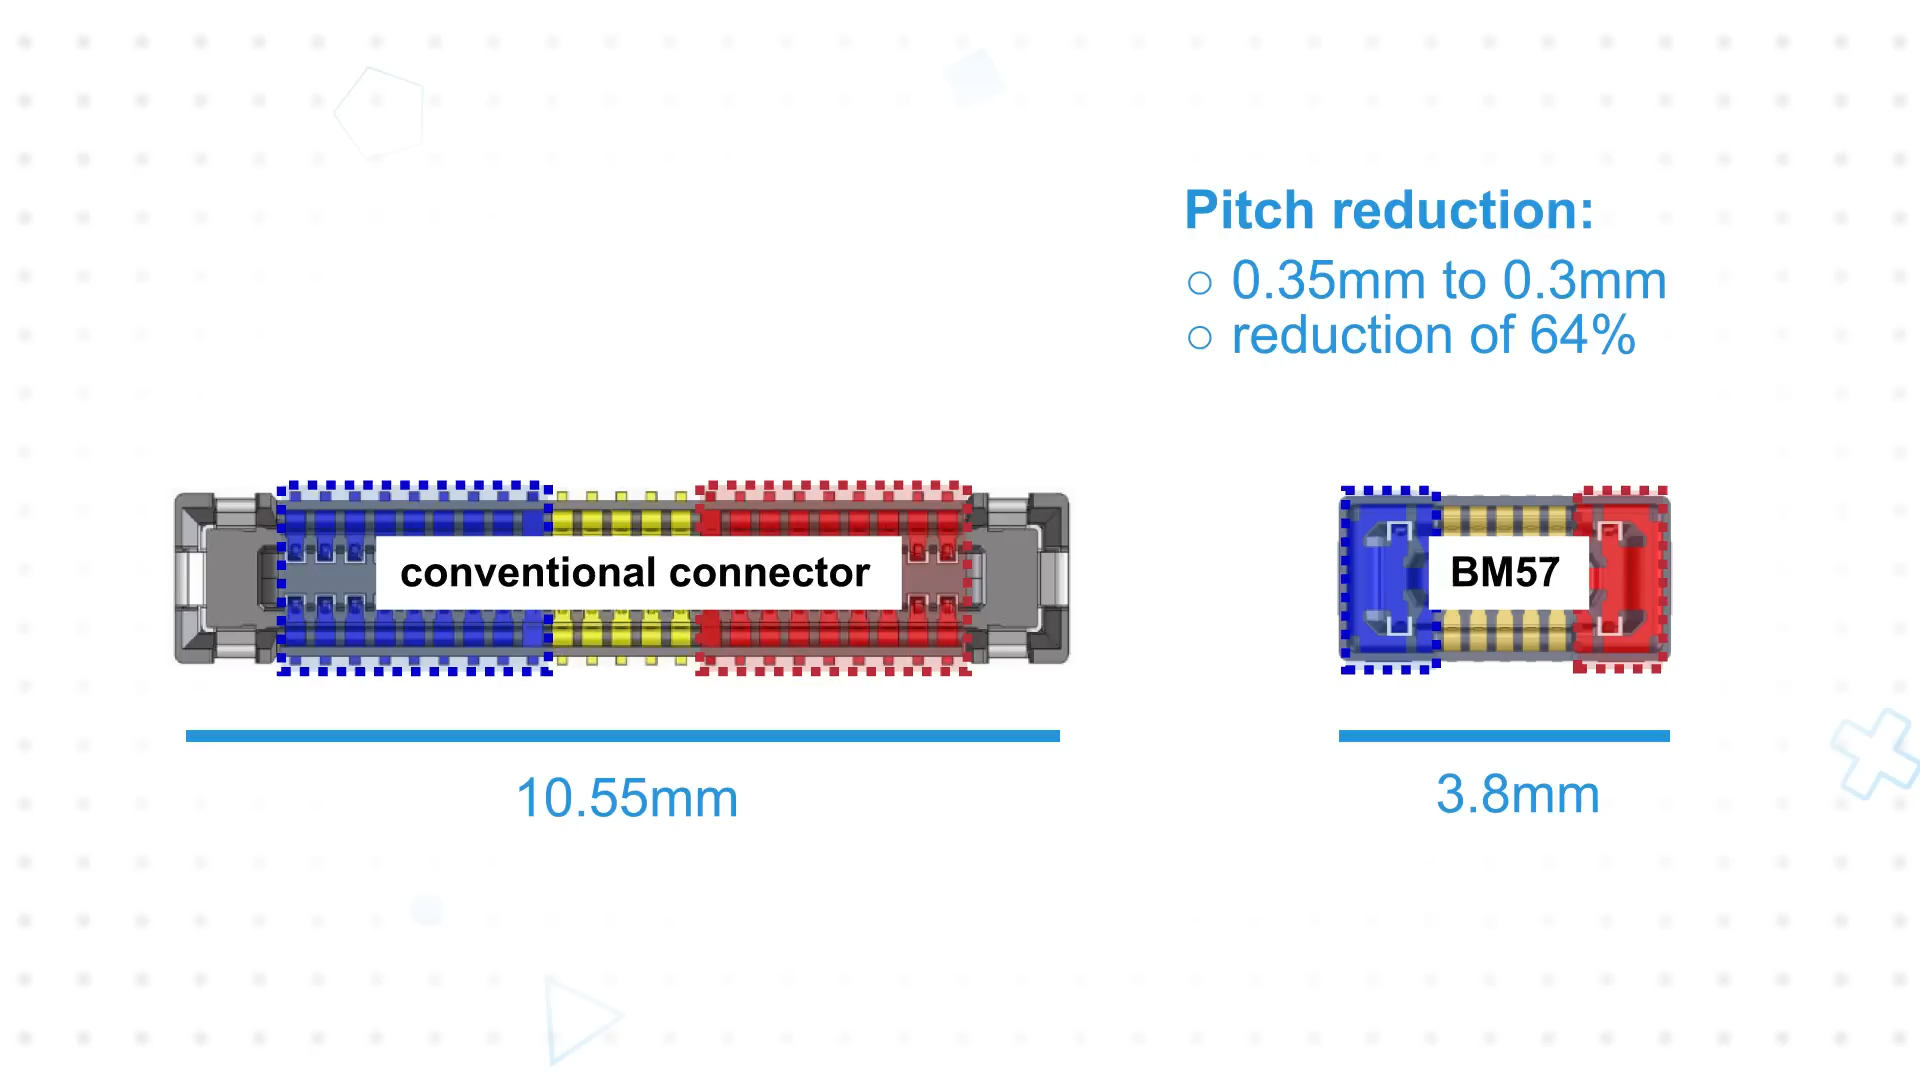 Pitch reduction:
○ 0.35mm to 0.3mm
○ reduction of 64%
conventional connector
BM57
10.55mm
3.8mm